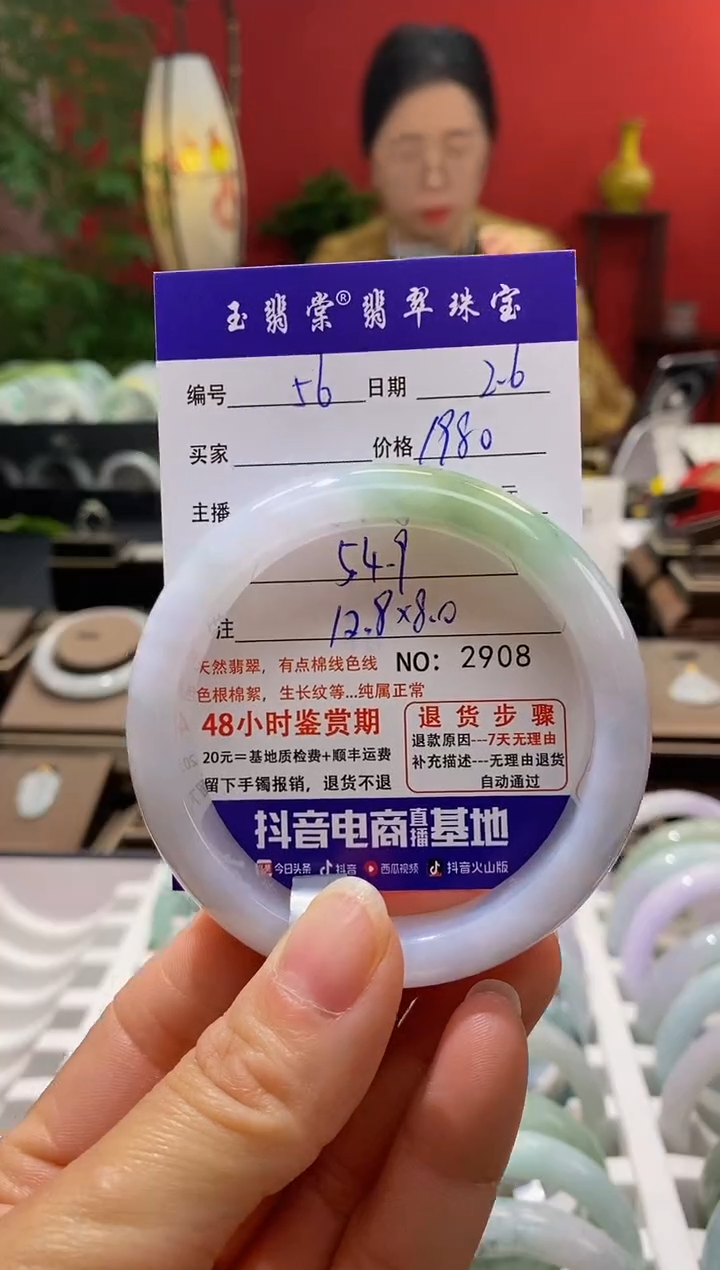 玉翡棠®翡翠珠宝
编号 56 日期 2-6
买家 价格 1980
主播
54-9
注 12.8×8.0
天然翡翠，有点棉线色线 NO: 2908
色根棉絮，生长纹等...纯属正常
48小时鉴赏期
20元=基地质检费+顺丰运费
留下手镯报销，退货不退
退货步骤
退款原因---7天无理由
补充描述---无理由退货
自动通过
抖音电商直播基地
今日头条 抖音 西瓜视频 抖音火山版